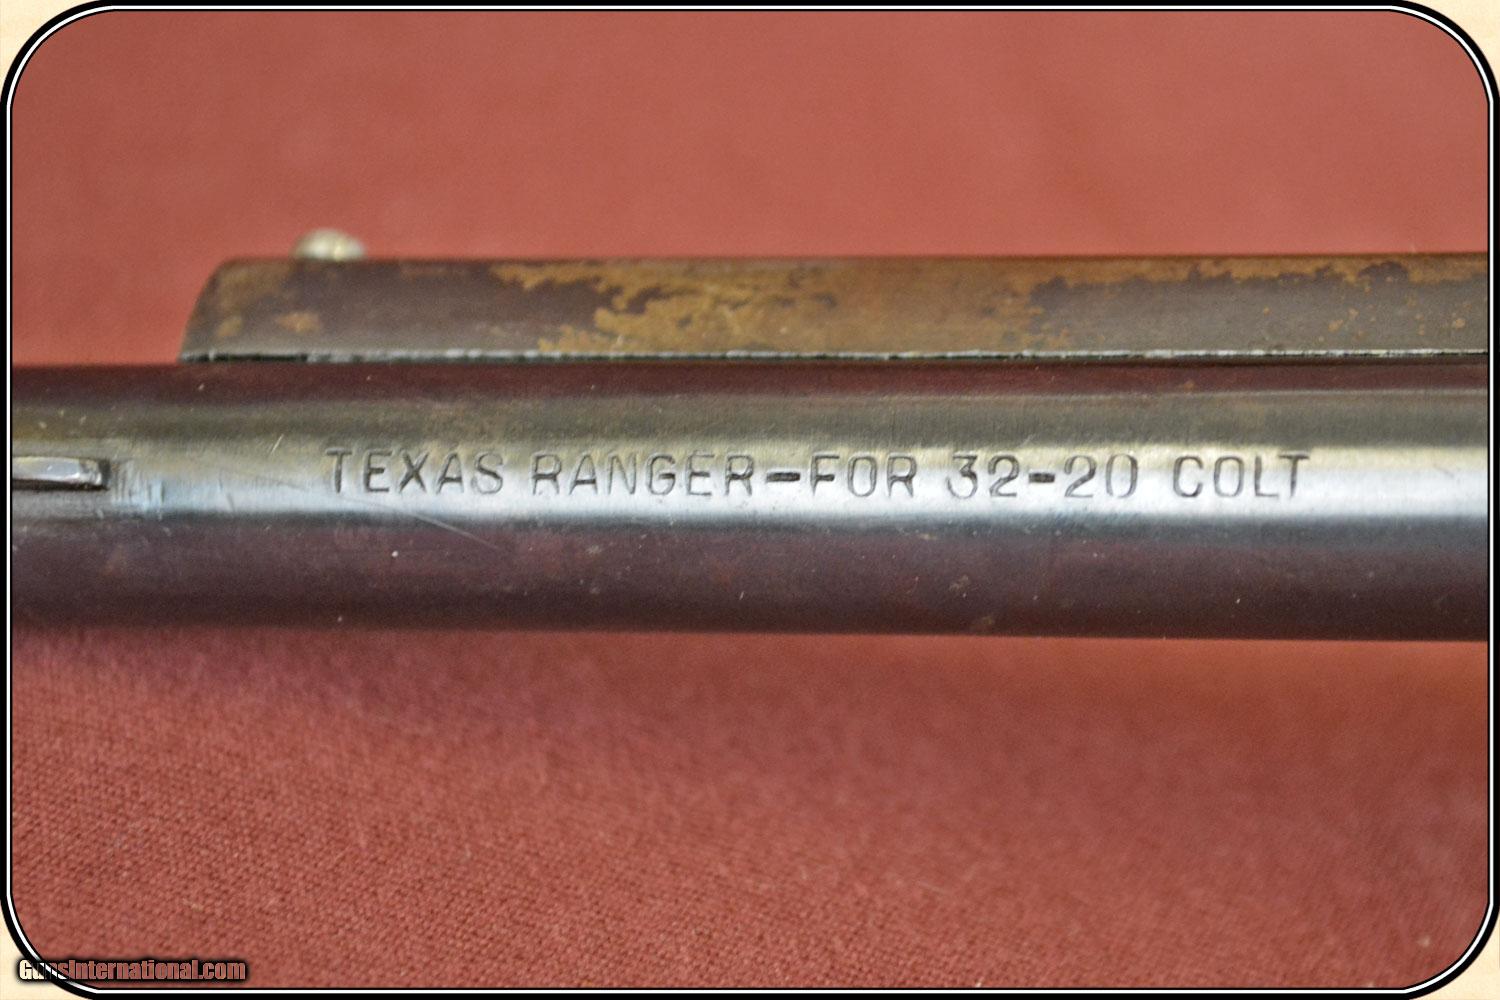 TEXAS RANGER-FOR 32-20 COLT
GunsInternational.com